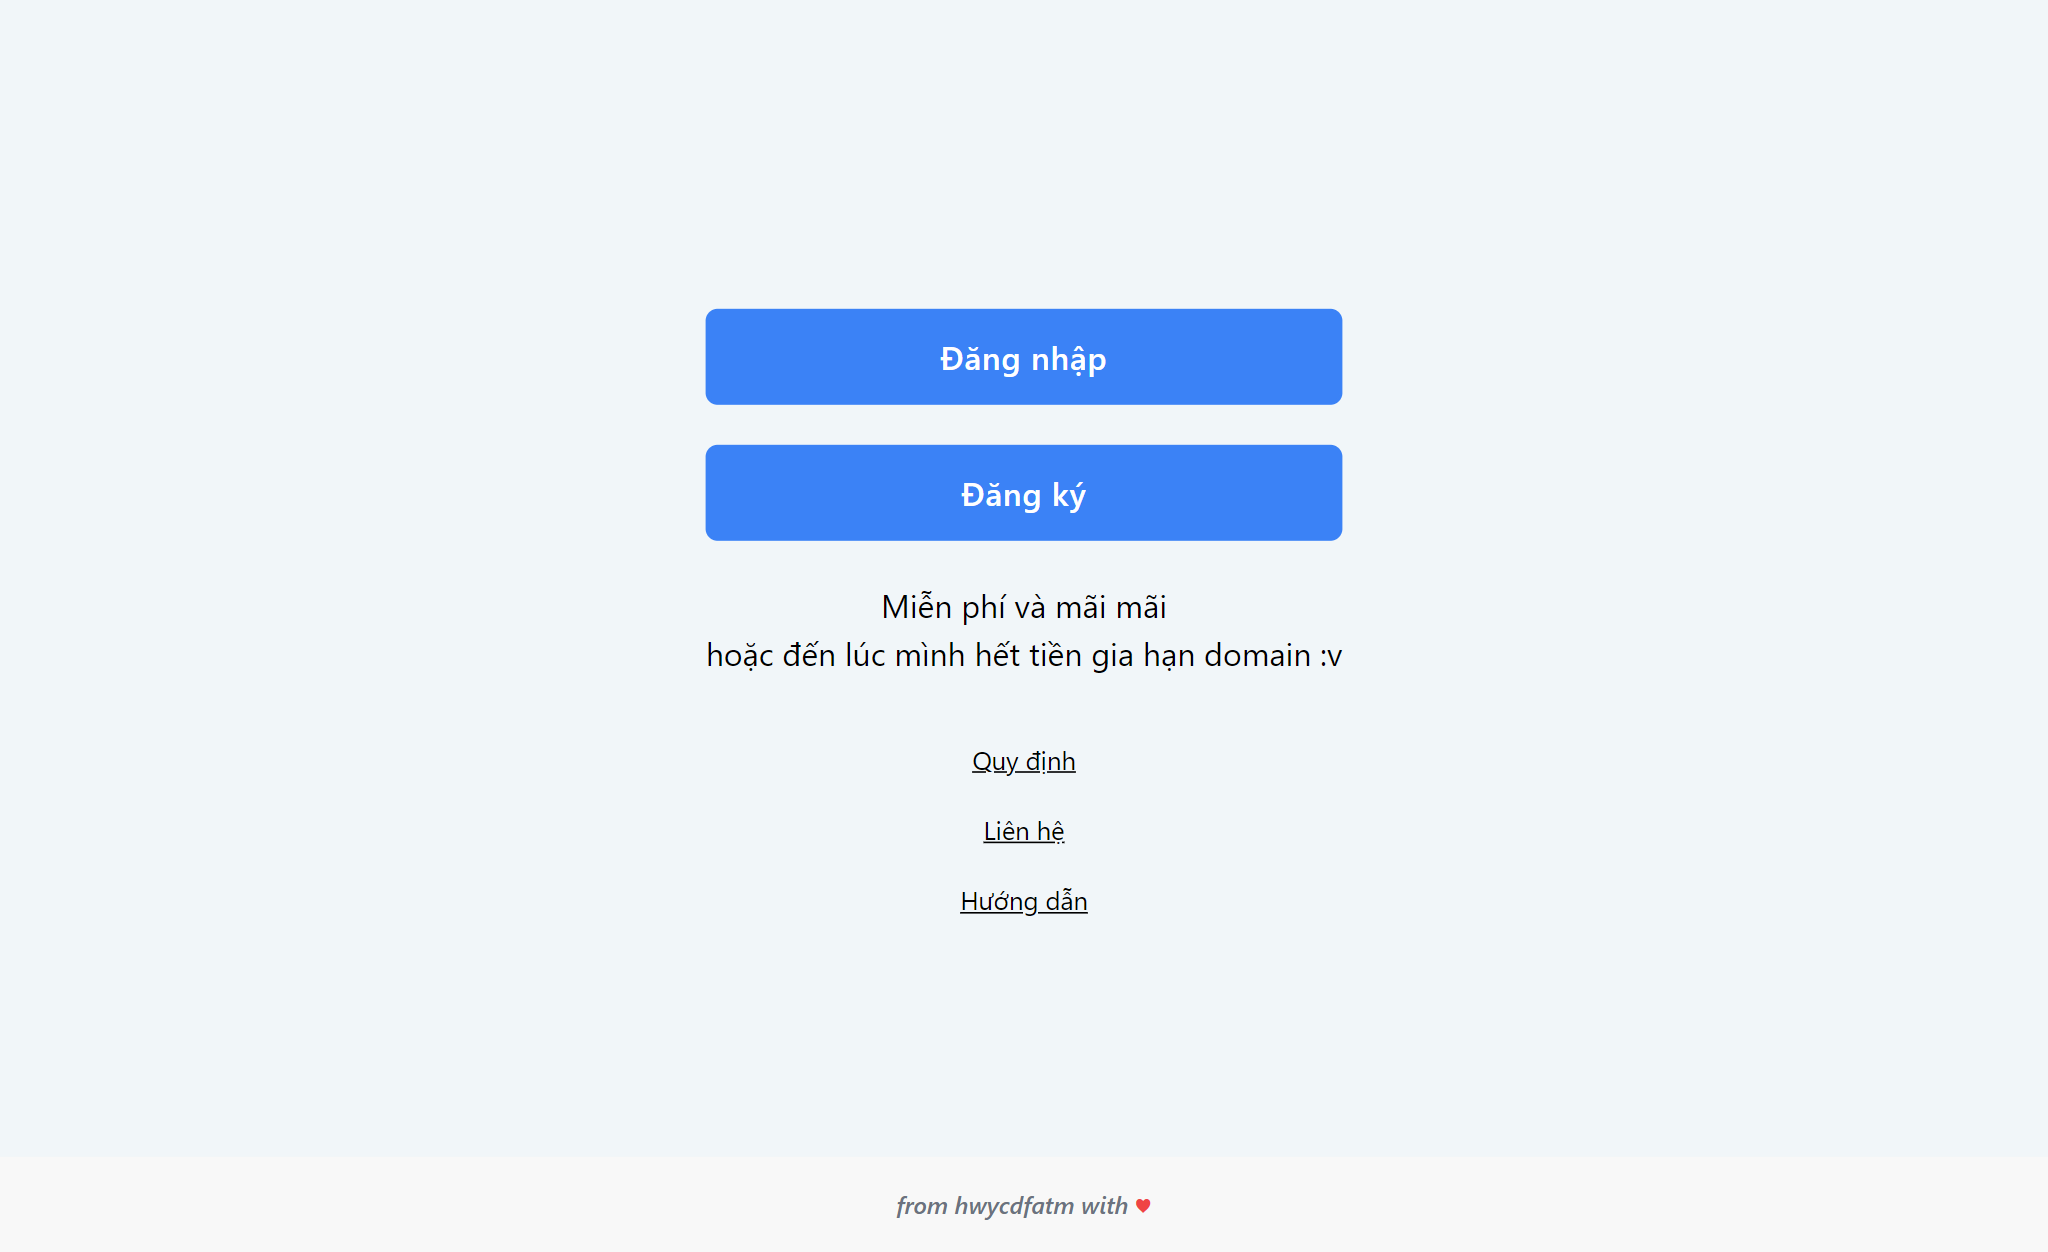 Đăng nhập
Đăng ký
Miễn phí và mãi mãi
hoặc đến lúc mình hết tiền gia hạn domain :v
Quy định
Liên hệ
Hướng dẫn
from hwycdfatm with ♥